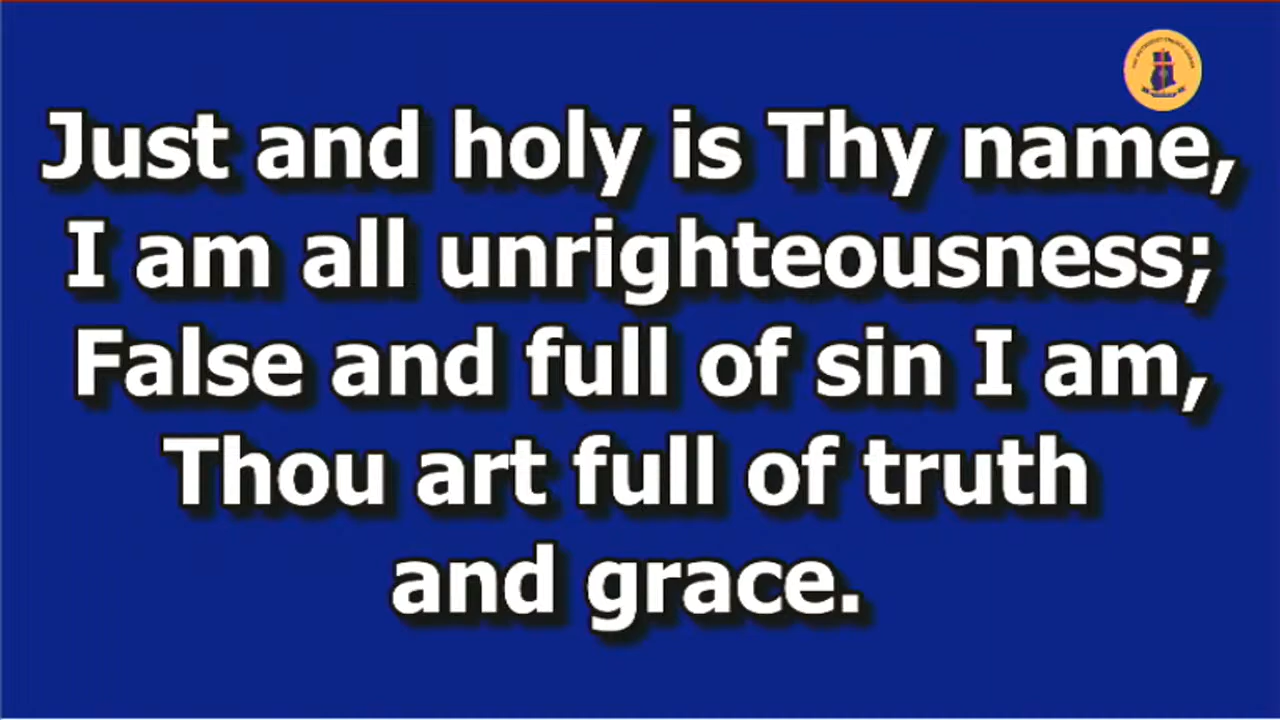 Just and holy is Thy name,
I am all unrighteousness;
False and full of sin I am,
Thou art full of truth
and grace.